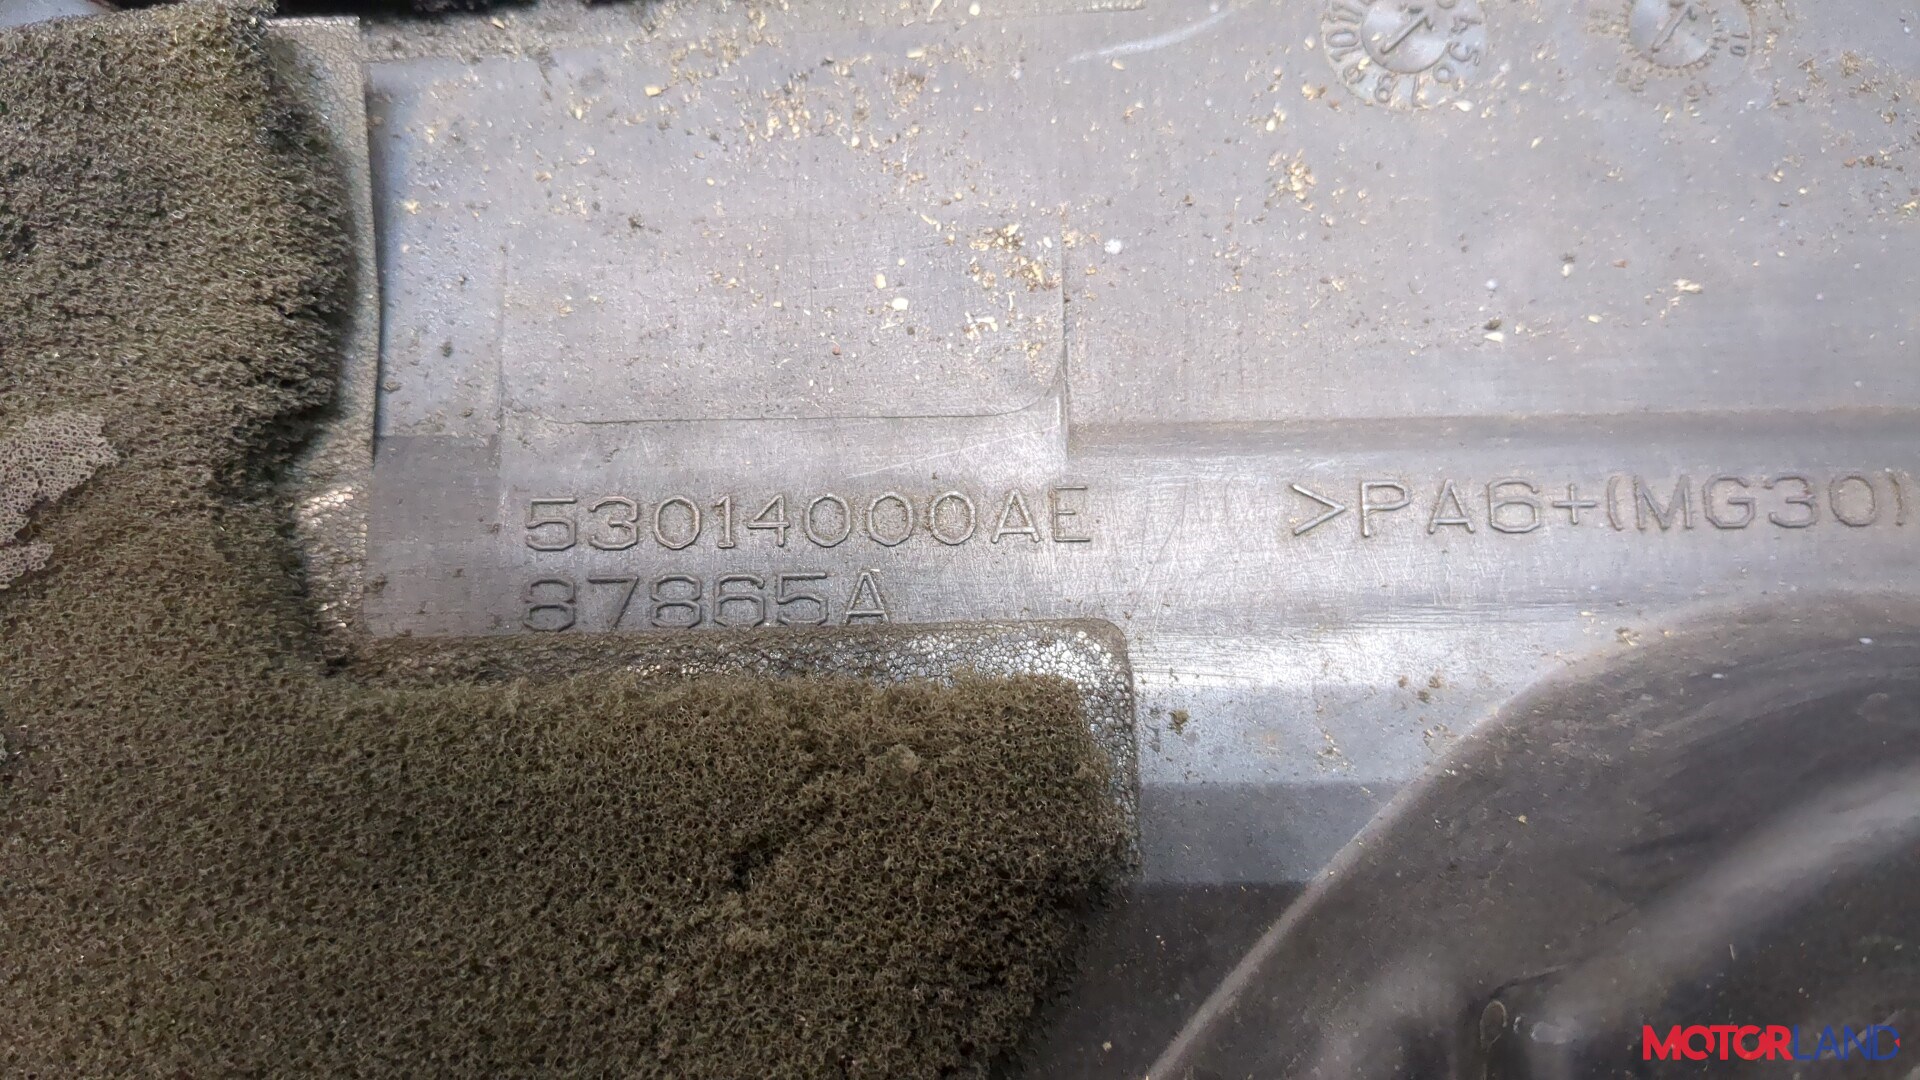 53014000AE
87865A
>PA6+(MG30)
MOTORLAND